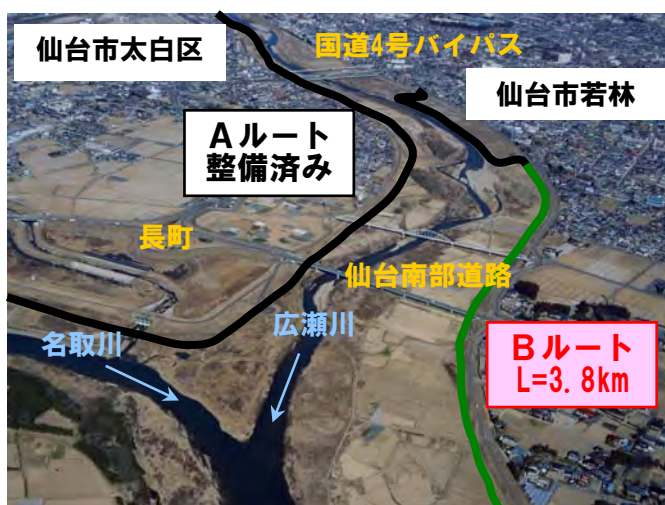 国道4号バイパス
仙台市太白区
仙台市若林
Aルート
整備済み
長町
仙台南部道路
広瀬川
名取川
Bルート
L=3.8km